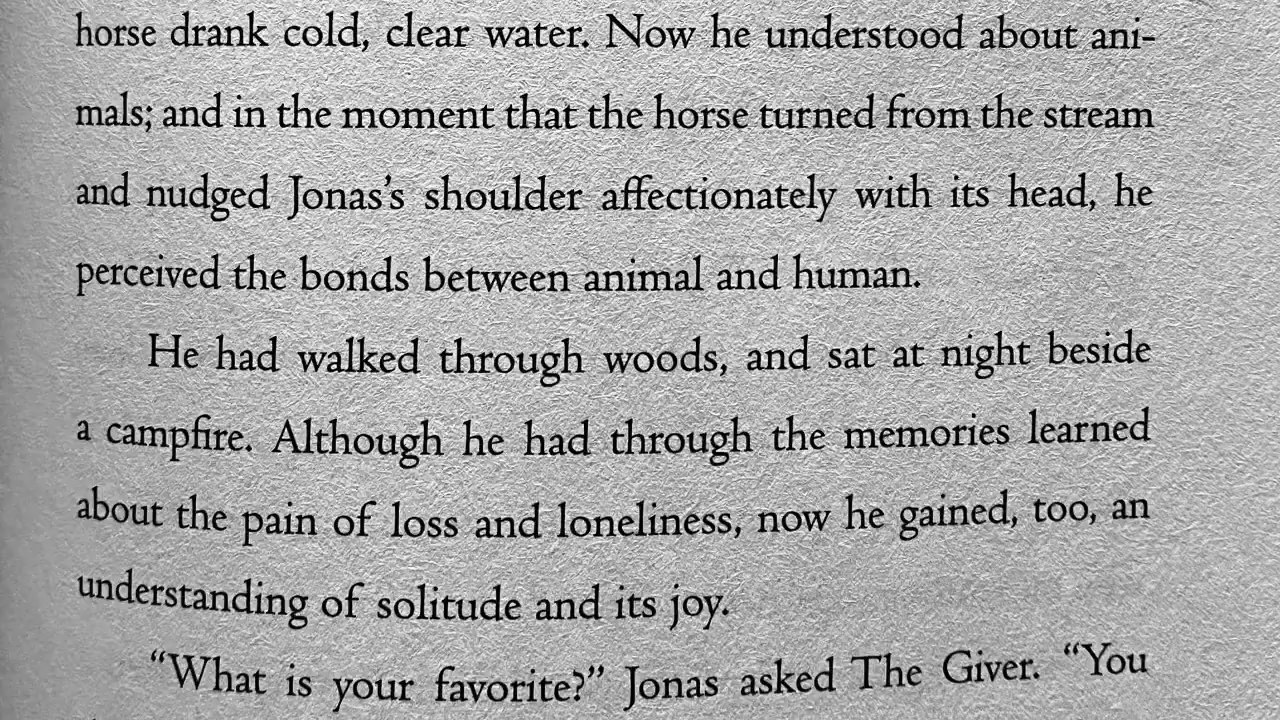 horse drank cold, clear water. Now he understood about ani-
mals; and in the moment that the horse turned from the stream
and nudged Jonas’s shoulder affectionately with its head, he
perceived the bonds between animal and human.
He had walked through woods, and sat at night beside
a campfire. Although he had through the memories learned
about the pain of loss and loneliness, now he gained, too, an
understanding of solitude and its joy.
“What is your favorite?” Jonas asked The Giver. “You